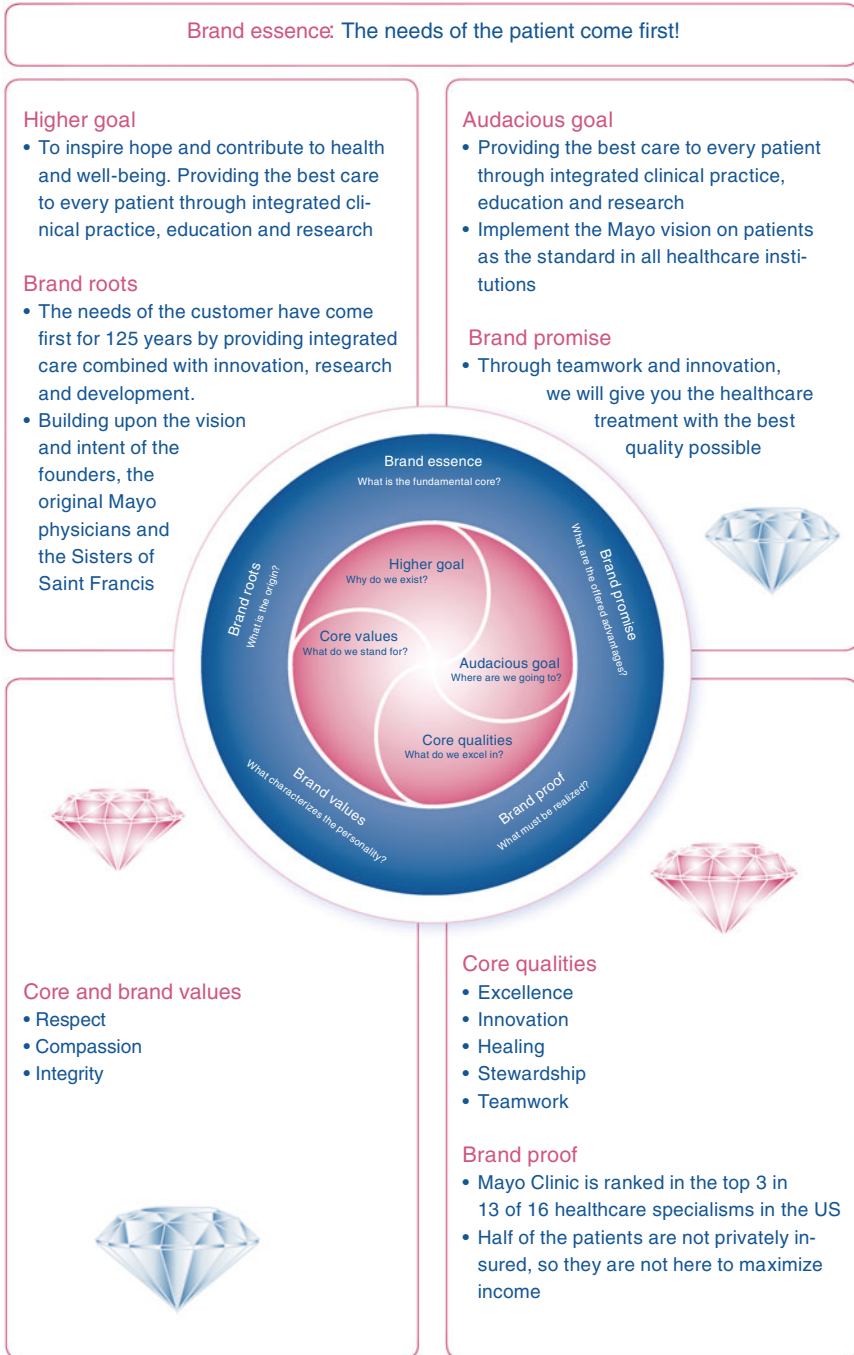 Brand essence: The needs of the patient come first!
Higher goal
• To inspire hope and contribute to health
and well-being. Providing the best care
to every patient through integrated cli-
nical practice, education and research
Brand roots
• The needs of the customer have come
first for 125 years by providing integrated
care combined with innovation, research
and development.
• Building upon the vision
and intent of the
founders, the
original Mayo
physicians and
the Sisters of
Saint Francis
Audacious goal
• Providing the best care to every patient
through integrated clinical practice,
education and research
• Implement the Mayo vision on patients
as the standard in all healthcare insti-
tutions
Brand promise
• Through teamwork and innovation,
we will give you the healthcare
treatment with the best
quality possible
Brand essence
What is the fundamental core?
Brand roots
What is the origin?
Brand promise
What are the offered advantages?
Higher goal
Why do we exist?
Core values
What do we stand for?
Audacious goal
Where are we going to?
Core qualities
What do we excel in?
Brand values
What characterizes the personality?
Brand proof
What must be realized?
Core and brand values
• Respect
• Compassion
• Integrity
Core qualities
• Excellence
• Innovation
• Healing
• Stewardship
• Teamwork
Brand proof
• Mayo Clinic is ranked in the top 3 in
13 of 16 healthcare specialisms in the US
• Half of the patients are not privately in-
sured, so they are not here to maximize
income